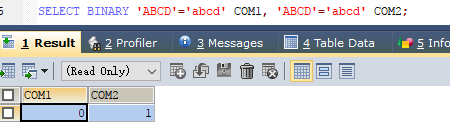 SELECT BINARY 'ABCD'='abcd' COM1, 'ABCD'='abcd' COM2;
1 Result 2 Profiler 3 Messages 4 Table Data 5 Info
(Read Only)
COM1 COM2
0 1